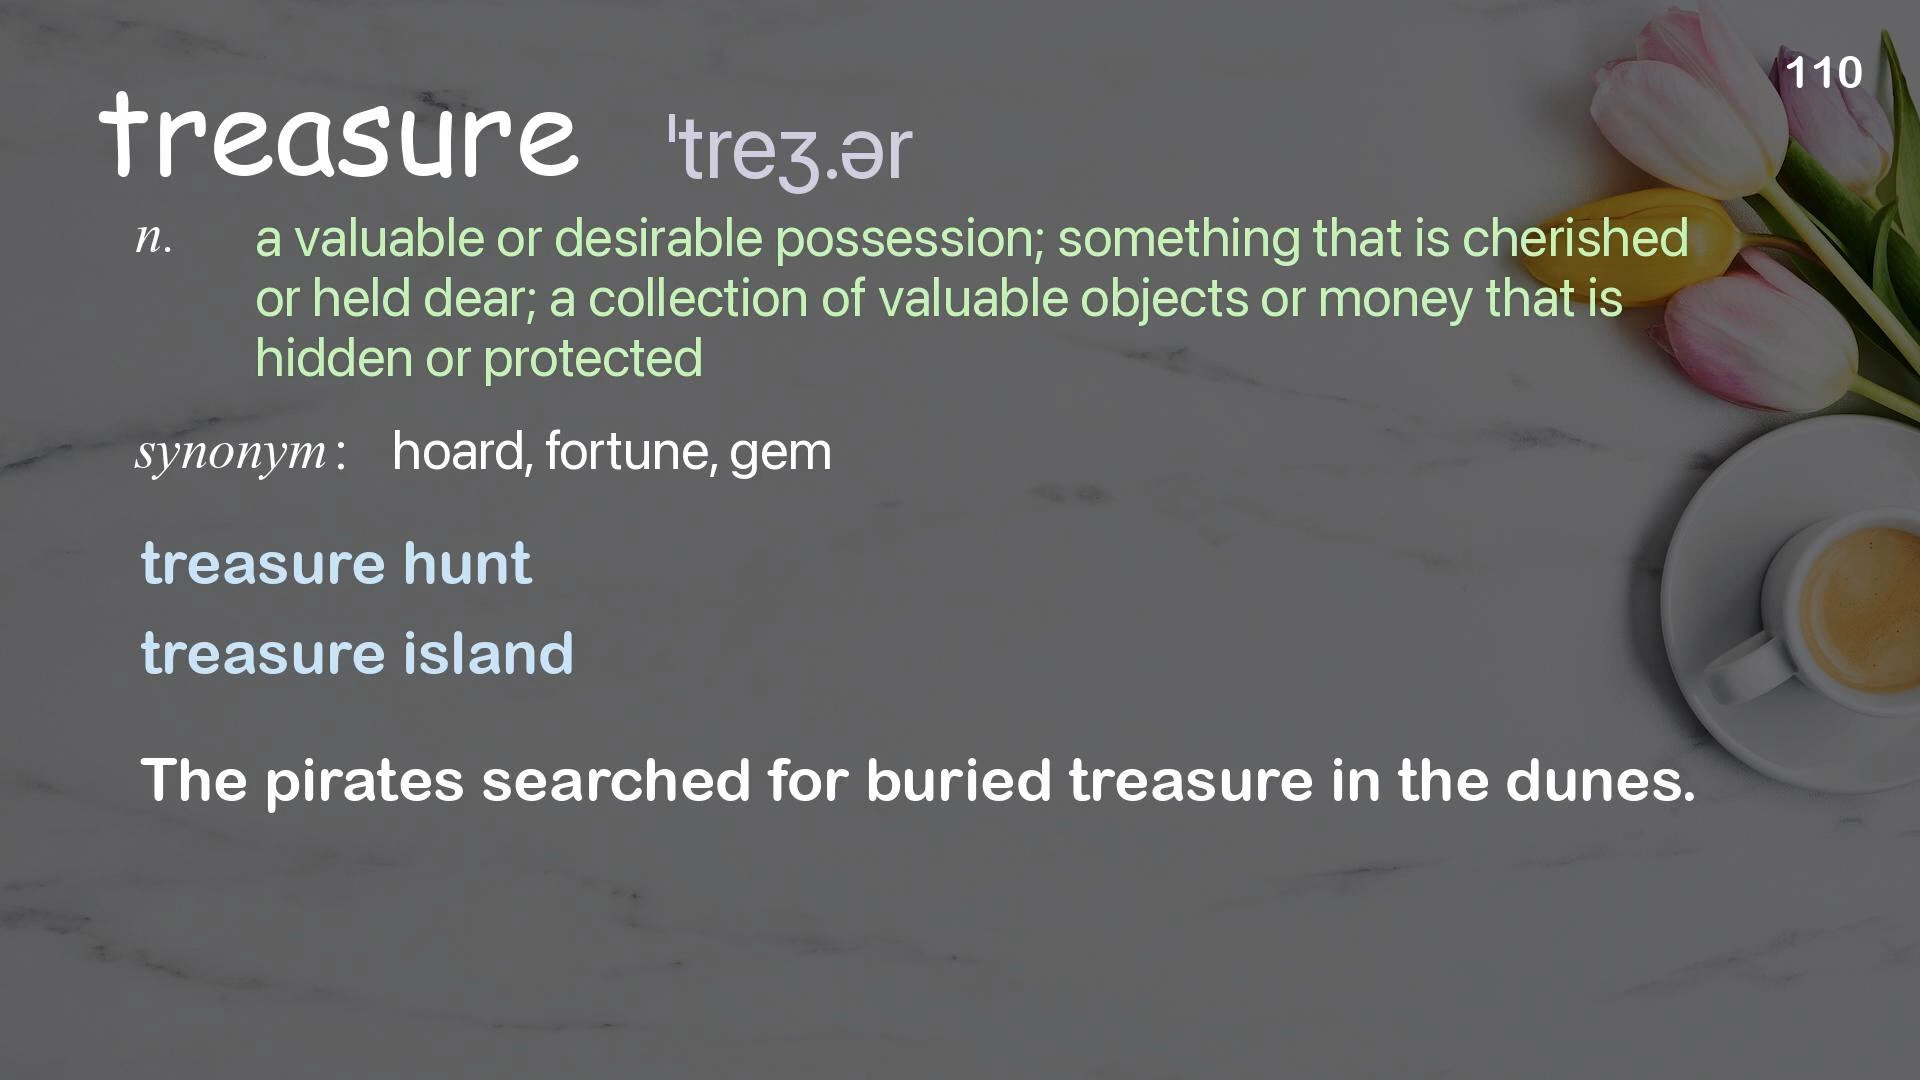 110
treasure ˈtreʒ.ər
n. a valuable or desirable possession; something that is cherished
or held dear; a collection of valuable objects or money that is
hidden or protected
synonym: hoard, fortune, gem
treasure hunt
treasure island
The pirates searched for buried treasure in the dunes.